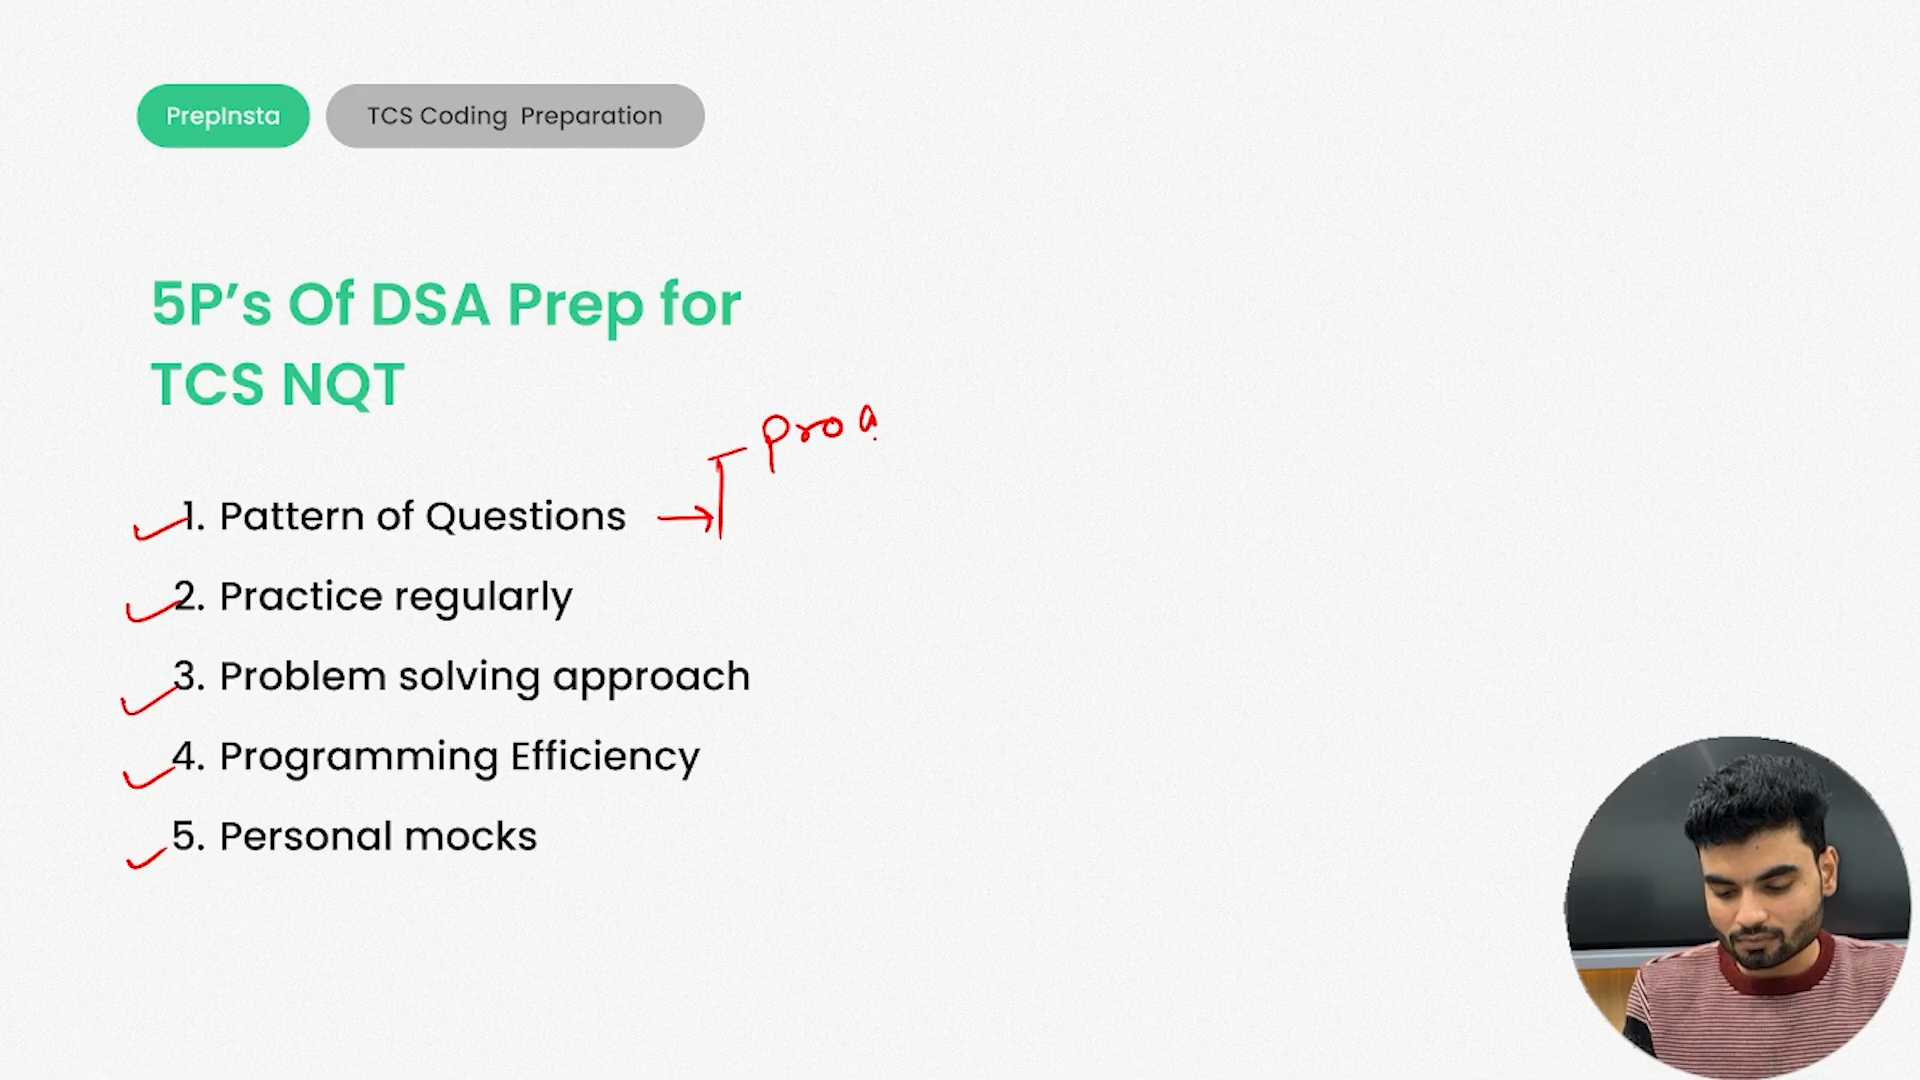 PrepInsta
TCS Coding Preparation
5P’s Of DSA Prep for
TCS NQT
Pro a
1. Pattern of Questions
2. Practice regularly
3. Problem solving approach
4. Programming Efficiency
5. Personal mocks